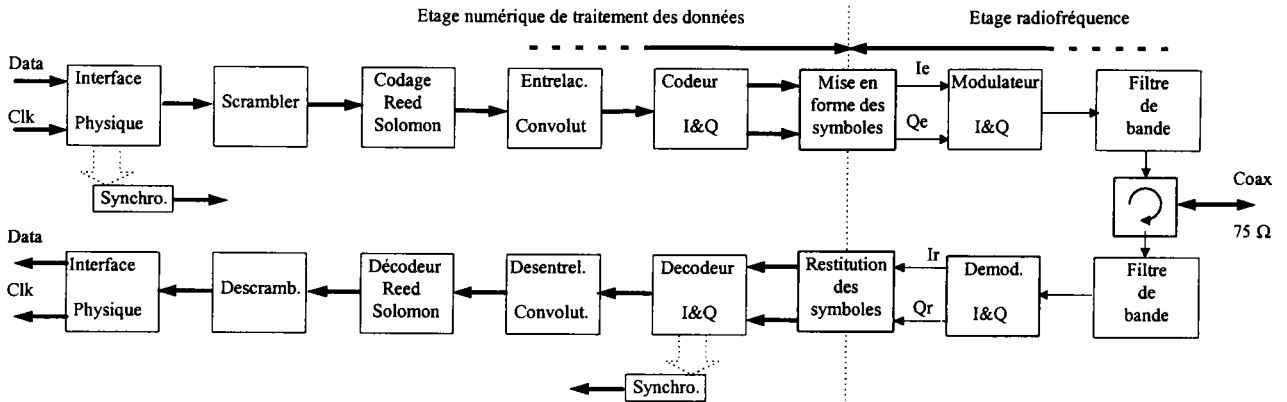 Etage numérique de traitement des données
Etage radiofréquence
Data
Clk
Interface
Physique
Scrambler
Codage
Reed
Solomon
Entrelac.
Convolut
Codeur
I&Q
Mise en
forme des
symboles
Ie
Qe
Modulateur
I&Q
Filtre
de
bande
Synchro.
Coax
75 Ω
Data
Clk
Interface
Physique
Descramb.
Décodeur
Reed
Solomon
Desentrel.
Convolut.
Decodeur
I&Q
Restitution
des
symboles
Ir
Qr
Demod.
I&Q
Filtre
de
bande
Synchro.